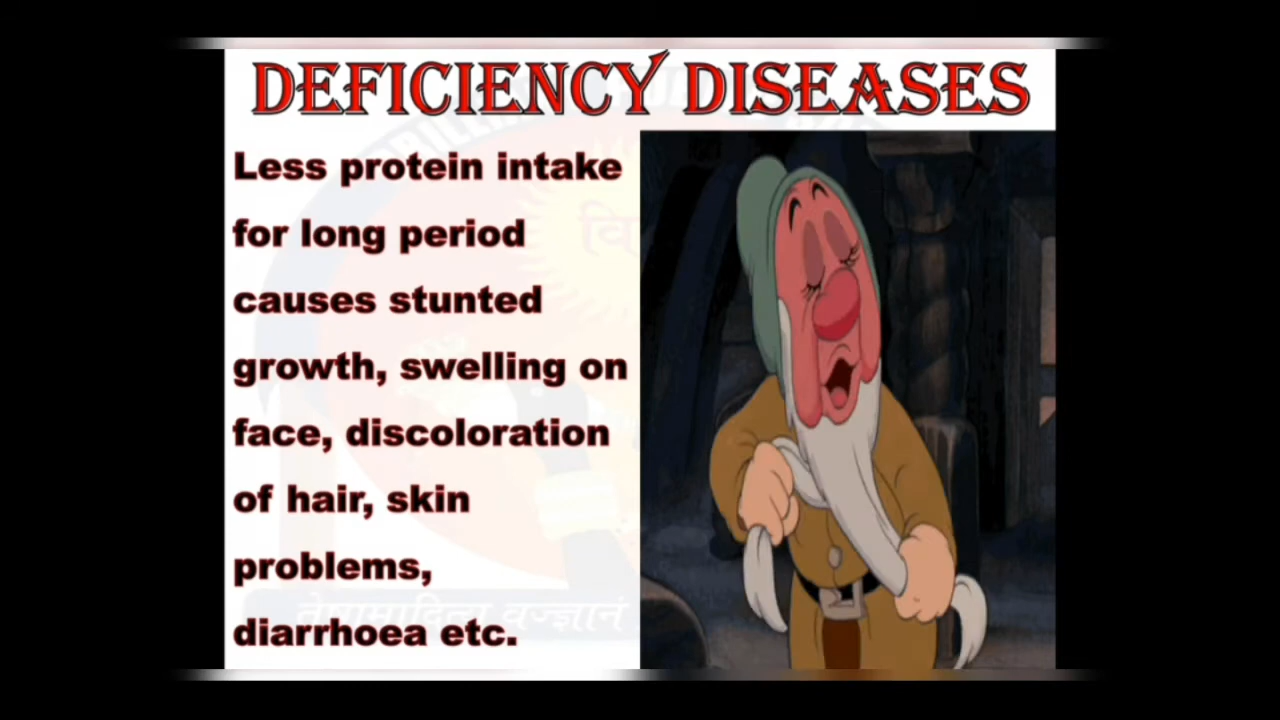 DEFICIENCY DISEASES
Less protein intake
for long period
causes stunted
growth, swelling on
face, discoloration
of hair, skin
problems,
diarrhoea etc.